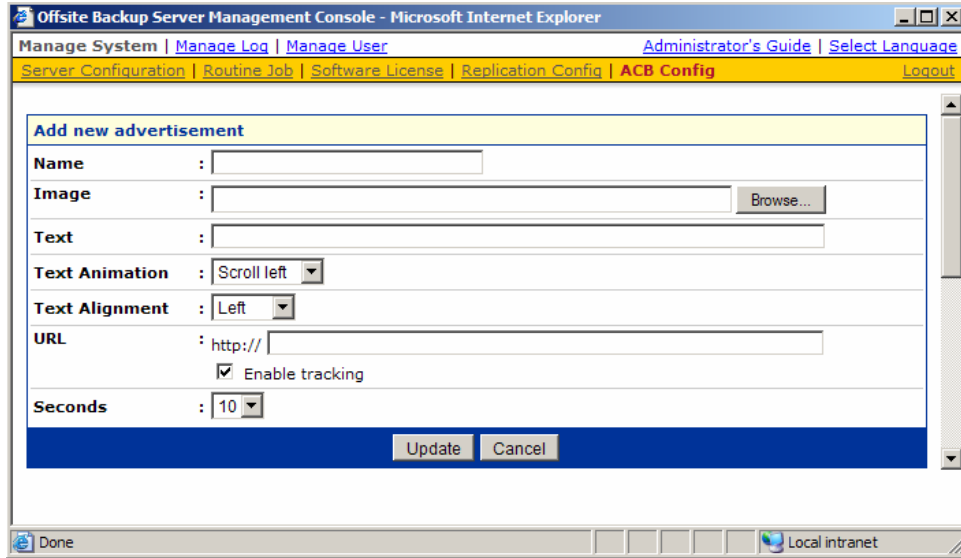 Offsite Backup Server Management Console - Microsoft Internet Explorer
Manage System | Manage Log | Manage User Administrator's Guide | Select Language
Server Configuration | Routine Job | Software License | Replication Config | ACB Config Logout
Add new advertisement
Name :
Image : Browse...
Text :
Text Animation : Scroll left
Text Alignment : Left
URL : http://
Enable tracking
Seconds : 10
Update Cancel
Done Local intranet